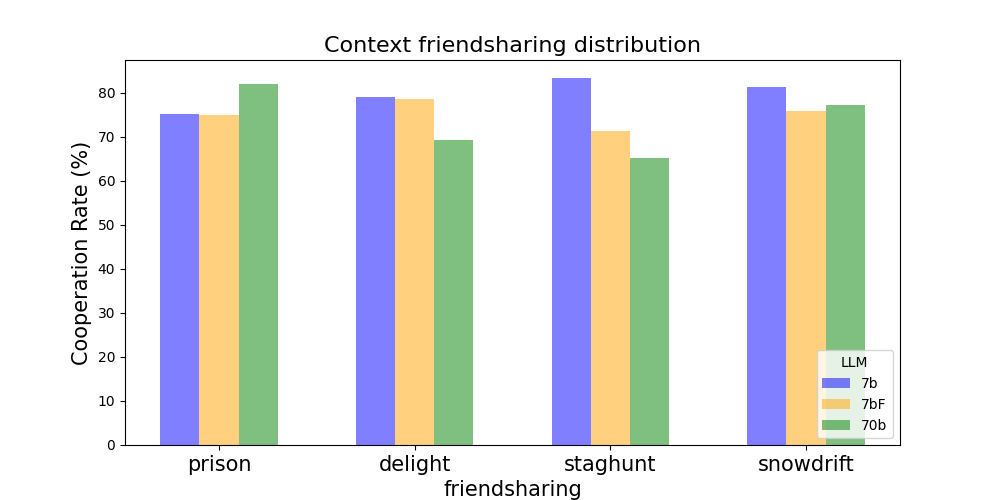 Context friendsharing distribution
Cooperation Rate (%)
80
70
60
50
40
30
20
10
0
prison delight staghunt snowdrift
friendsharing
LLM
7b
7bF
70b